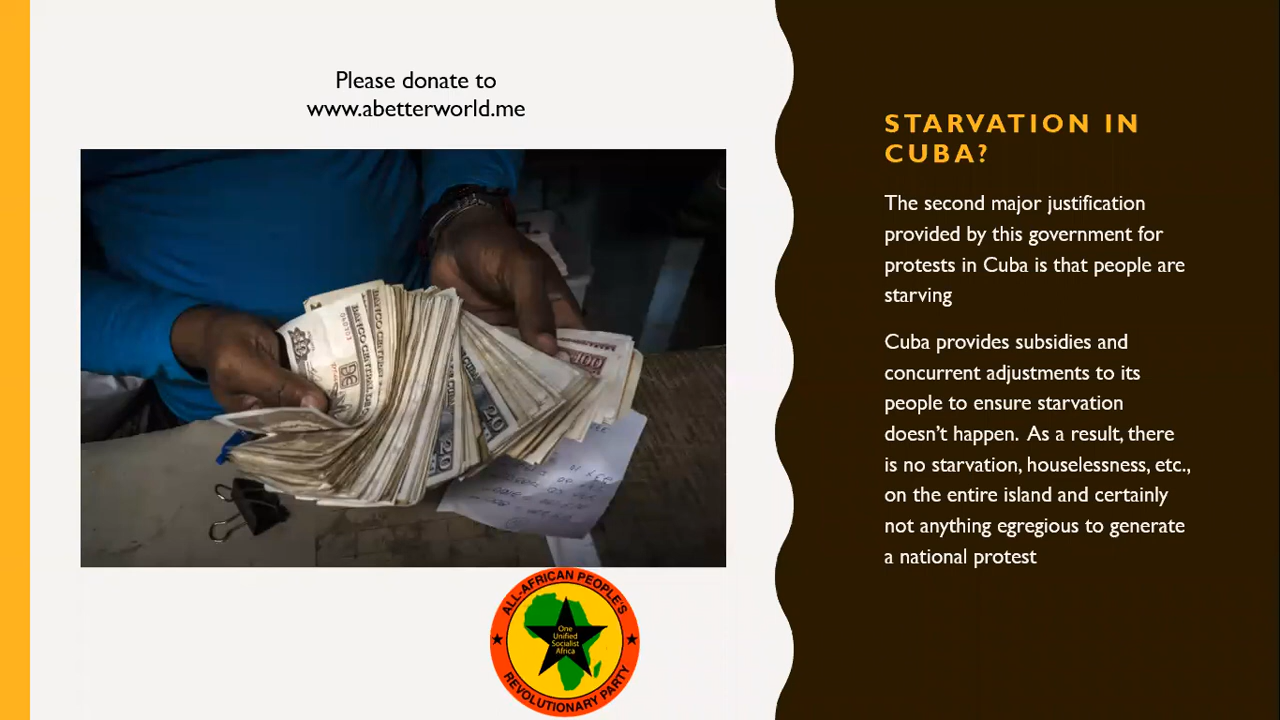 Please donate to
www.abetterworld.me
STARVATION IN
CUBA?
The second major justification
provided by this government for
protests in Cuba is that people are
starving
Cuba provides subsidies and
concurrent adjustments to its
people to ensure starvation
doesn't happen. As a result, there
is no starvation, houselessness, etc.,
on the entire island and certainly
not anything egregious to generate
a national protest
20
20
ALL-AFRICAN PEOPLE'S
One
Unified
Socialist
Africa
REVOLUTIONARY PARTY